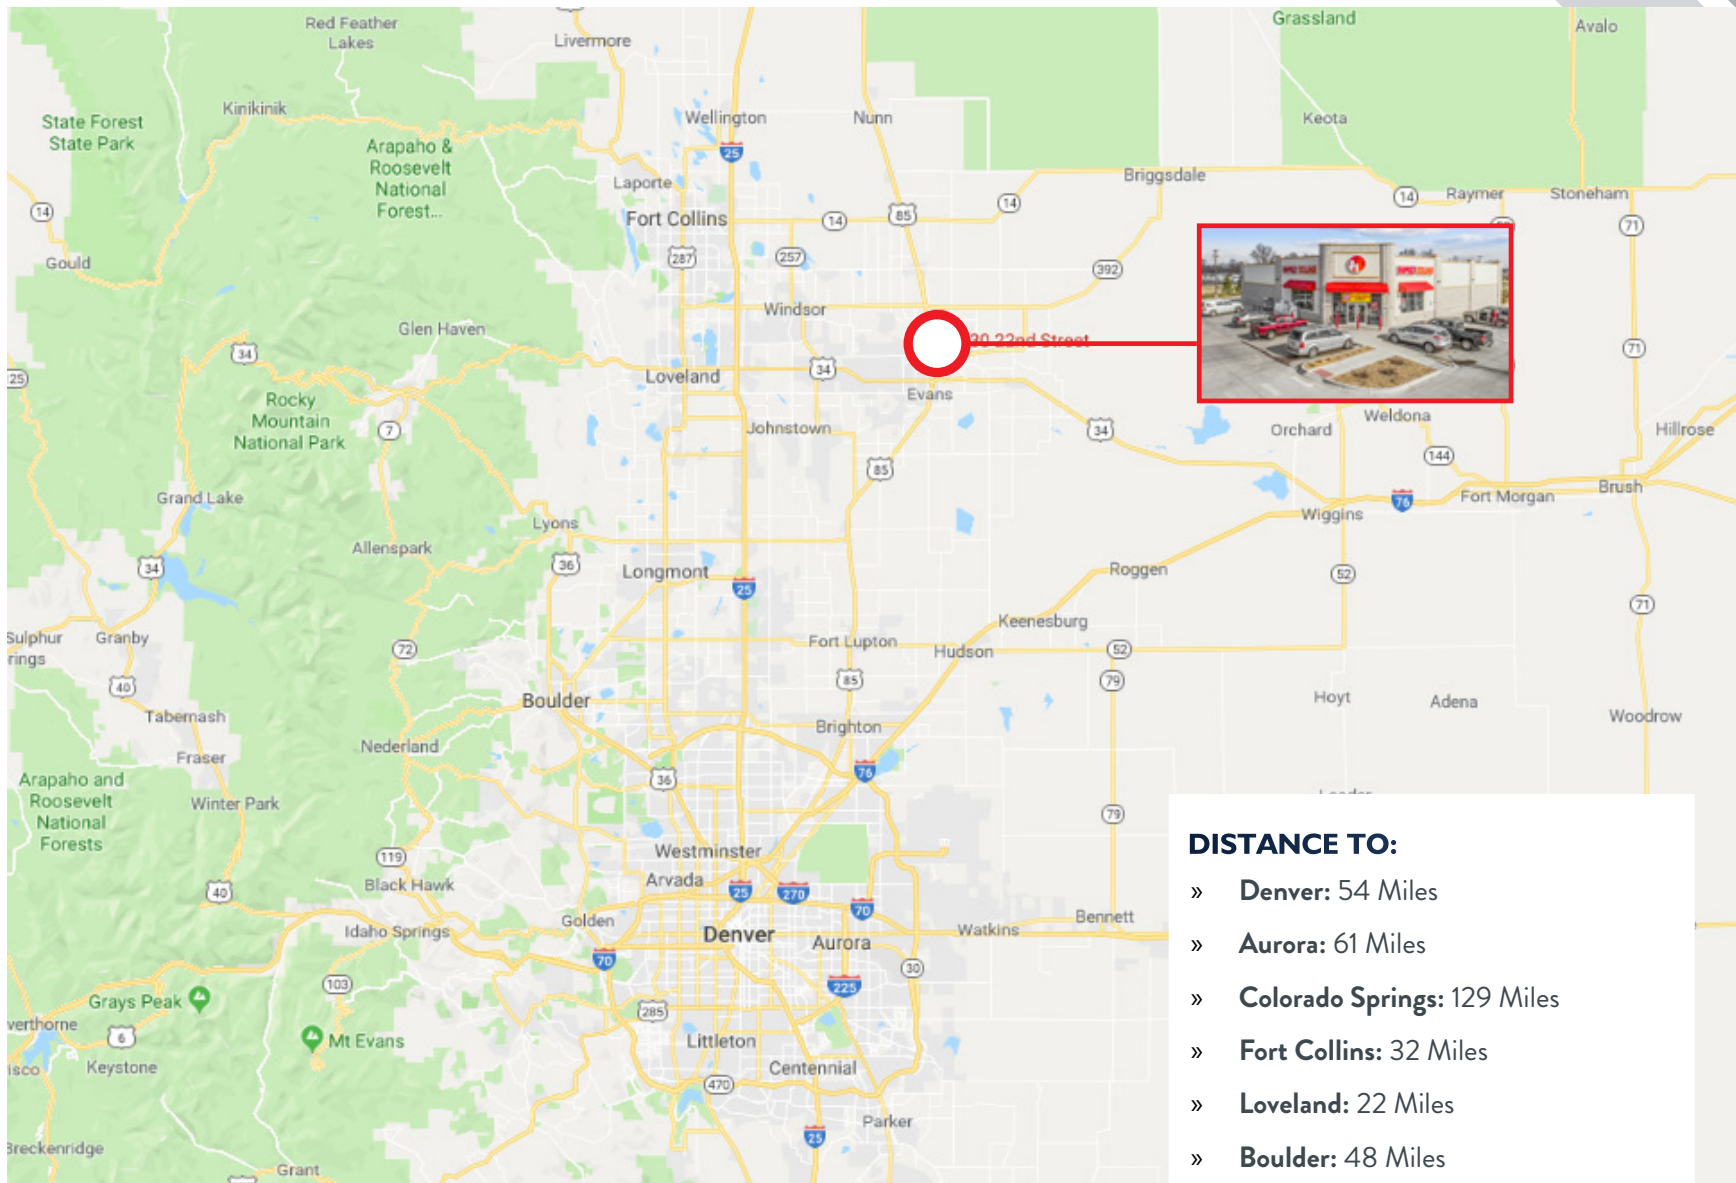 Red Feather
Lakes
Livermore
Grassland
Avalo
Kinikinik
State Forest
State Park
Arapaho &
Roosevelt
National
Forest...
Wellington
Nunn
Keota
25
Laporte
Briggsdale
14
Fort Collins
14
85
14
14
Raymer
Stoneham
71
Gould
287
257
392
Windsor
Glen Haven
34
30 22nd Street
FAMILY DOLLAR
71
25
Loveland
34
Evans
Rocky
Mountain
National Park
7
Johnstown
34
Orchard
Weldona
Hillrose
85
144
Grand Lake
Lyons
76
Fort Morgan
Brush
Wiggins
Allenspark
34
36
Longmont
25
Roggen
52
71
Sulphur
rings
Granby
72
Fort Lupton
Keenesburg
Hudson
52
40
85
79
Boulder
Hoyt
Adena
Tabernash
Nederland
Brighton
Woodrow
Fraser
Arapaho and
Roosevelt
National
Forests
Winter Park
36
76
79
119
Westminster
Arvada
40
Black Hawk
25
270
70
Golden
Idaho Springs
Denver
Aurora
Watkins
Bennett
70
30
103
225
Grays Peak
285
verthorne
6
Mt Evans
Littleton
isco
Keystone
Centennial
470
Parker
25
Breckenridge
Grant
DISTANCE TO:
» Denver: 54 Miles
» Aurora: 61 Miles
» Colorado Springs: 129 Miles
» Fort Collins: 32 Miles
» Loveland: 22 Miles
» Boulder: 48 Miles